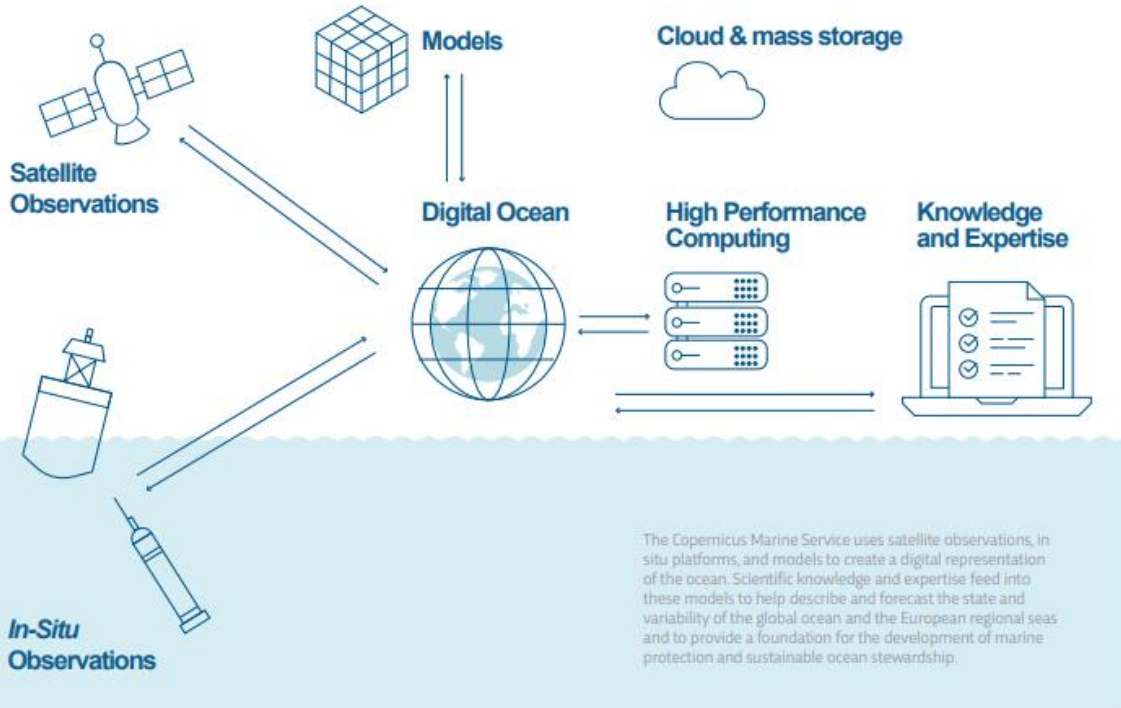 Models
Cloud & mass storage
Satellite
Observations
Digital Ocean
High Performance
Computing
Knowledge
and Expertise
The Copernicus Marine Service uses satellite observations, in
situ platforms, and models to create a digital representation
of the ocean. Scientific knowledge and expertise feed into
these models to help describe and forecast the state and
variability of the global ocean and the European regional seas
and to provide a foundation for the development of marine
protection and sustainable ocean stewardship.
In-Situ
Observations